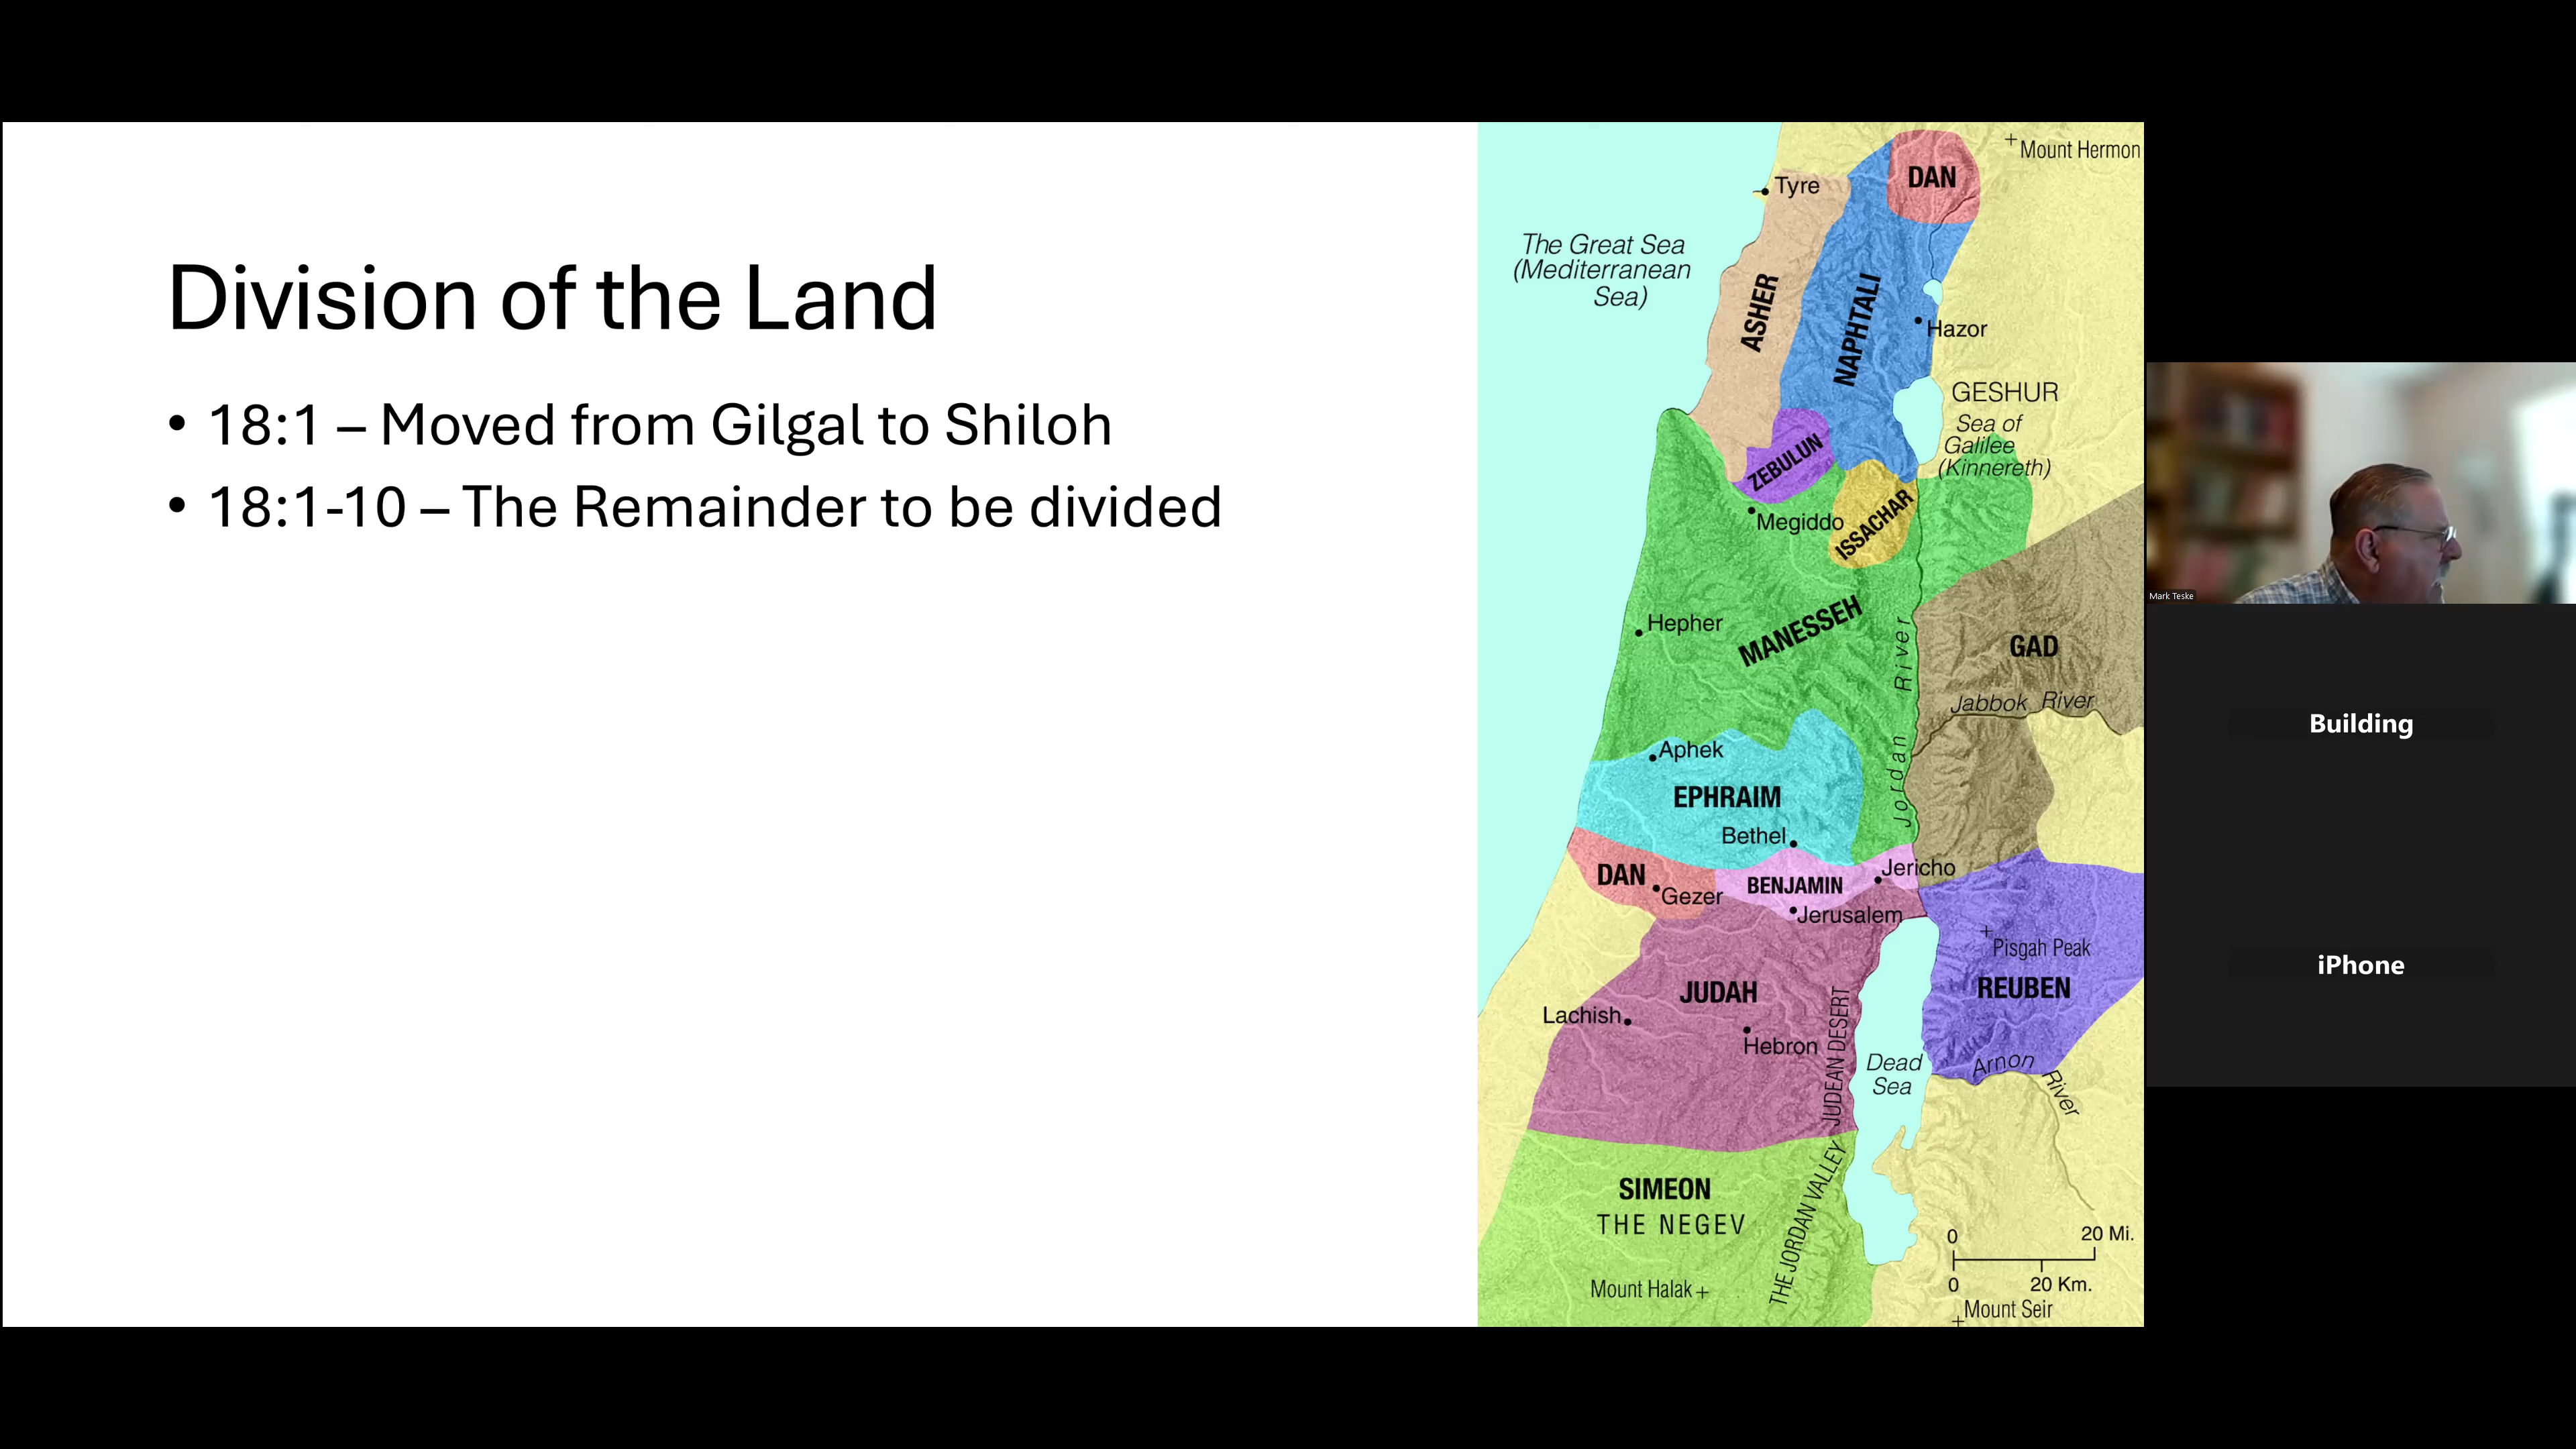 Division of the Land
• 18:1 – Moved from Gilgal to Shiloh
• 18:1-10 – The Remainder to be divided
Mount Hermon
DAN
Tyre
The Great Sea
(Mediterranean
Sea)
ASHER
NAPHTALI
Hazor
GESHUR
Sea of
Galilee
(Kinnereth)
ZEBULUN
Megiddo
ISSACHAR
Hepher
MANESSEH
Jordan River
GAD
Jabbok River
Aphek
EPHRAIM
Bethel
DAN
Gezer
BENJAMIN
Jericho
Jerusalem
Pisgah Peak
REUBEN
JUDAH
Lachish
Hebron
JUDEAN DESERT
Dead
Sea
Arnon River
SIMEON
THE NEGEV
THE JORDAN VALLEY
Mount Halak
0 20 Mi.
0 20 Km.
Mount Seir
Mark Teske
Building
iPhone